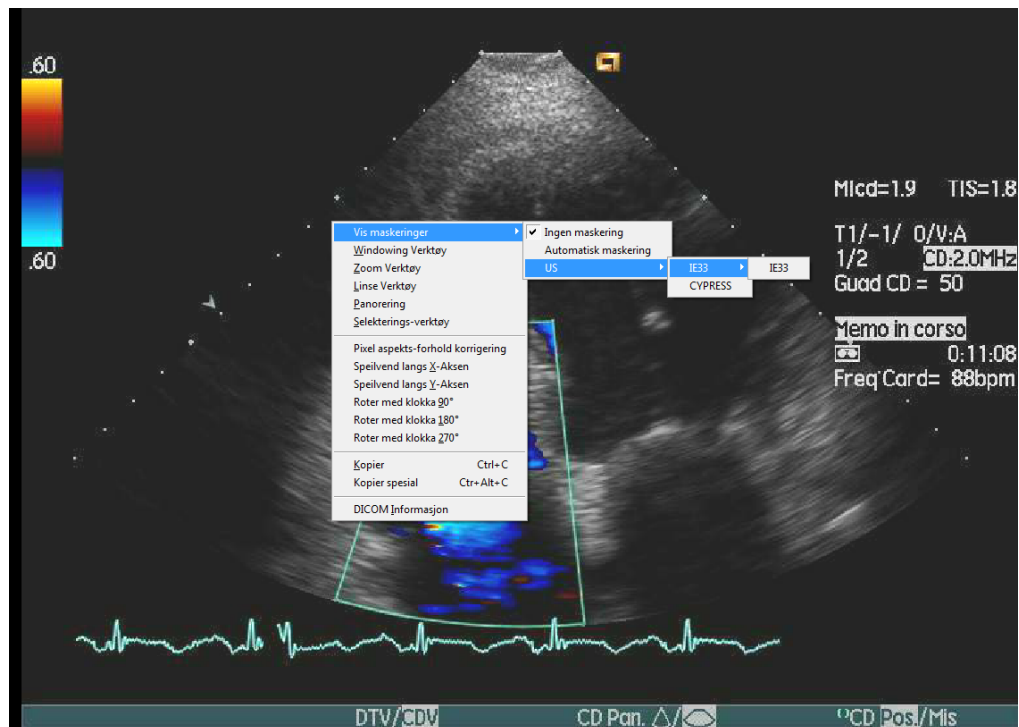 .60
.60
MIcd=1.9 TIS=1.8
T1/-1/ 0/V:A
1/2 CD:2.0MHz
Guad CD = 50
Memo in corso
0:11:08
Freq.Card= 88bpm
Vis maskeringer
Windowing Verktøy
Zoom Verktøy
Linse Verktøy
Panorering
Selekterings-verktøy
Pixel aspekts-forhold korrigering
Speilvend langs X-Aksen
Speilvend langs Y-Aksen
Roter med klokka 90°
Roter med klokka 180°
Roter med klokka 270°
Kopier Ctrl+C
Kopier spesial Ctr+Alt+C
DICOM Informasjon
Ingen maskering
Automatisk maskering
US
IE33
CYPRESS
IE33
DTV/CDV CD Pan. CD Pos./Mis